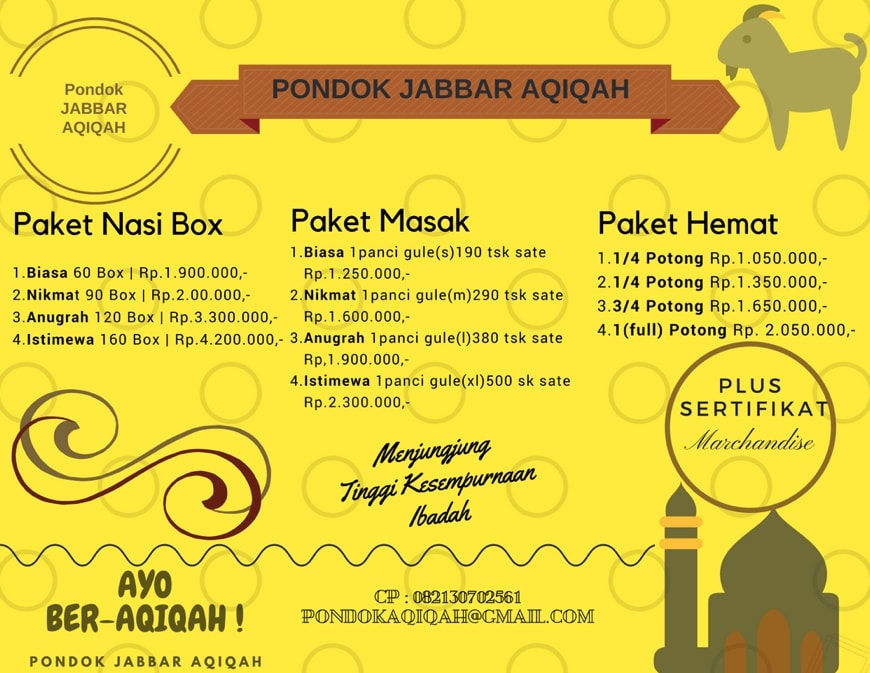 Pondok
JABBAR
AQIQAH
PONDOK JABBAR AQIQAH
Paket Nasi Box
1.Biasa 60 Box | Rp.1.900.000,-
2.Nikmat 90 Box | Rp.2.00.000,-
3.Anugrah 120 Box | Rp.3.300.000,-
4.Istimewa 160 Box | Rp.4.200.000,-
Paket Masak
1.Biasa 1panci gule(s)190 tsk sate
Rp.1.250.000,-
2.Nikmat 1panci gule(m)290 tsk sate
Rp.1.600.000,-
3.Anugrah 1panci gule(l)380 tsk sate
Rp,1.900.000,-
4.Istimewa 1panci gule(xl)500 sk sate
Rp.2.300.000,-
Paket Hemat
1.1/4 Potong Rp.1.050.000,-
2.1/4 Potong Rp.1.350.000,-
3.3/4 Potong Rp.1.650.000,-
4.1(full) Potong Rp. 2.050.000,-
PLUS
SERTIFIKAT
Marchandise
Menjungjung
Tinggi Kesempurnaan
Ibadah
AYO
BER-AQIQAH !
PONDOK JABBAR AQIQAH
CP : 082130702561
PONDOKAQIQAH@GMAIL.COM